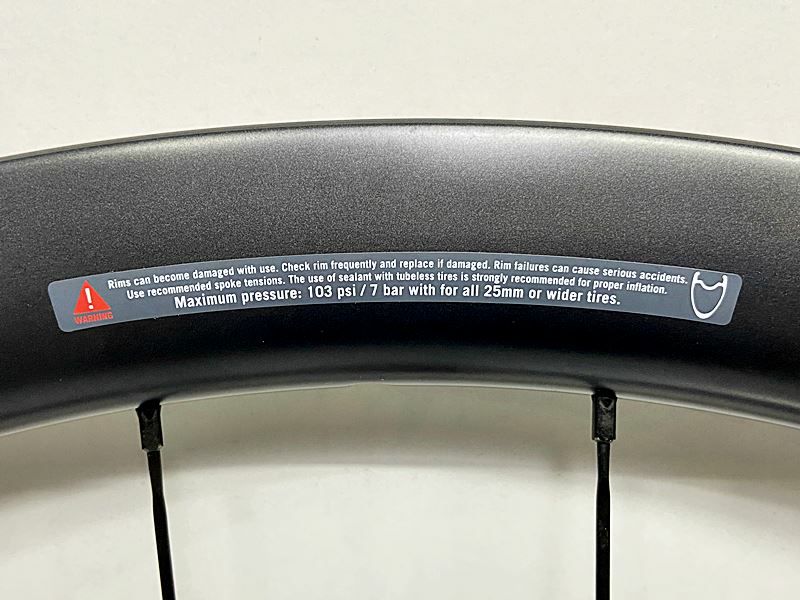 Rims can become damaged with use. Check rim frequently and replace if damaged. Rim failures can cause serious accidents.
Use recommended spoke tensions. The use of sealant with tubeless tires is strongly recommended for proper inflation.
Maximum pressure: 103 psi / 7 bar with for all 25mm or wider tires.
WARNING